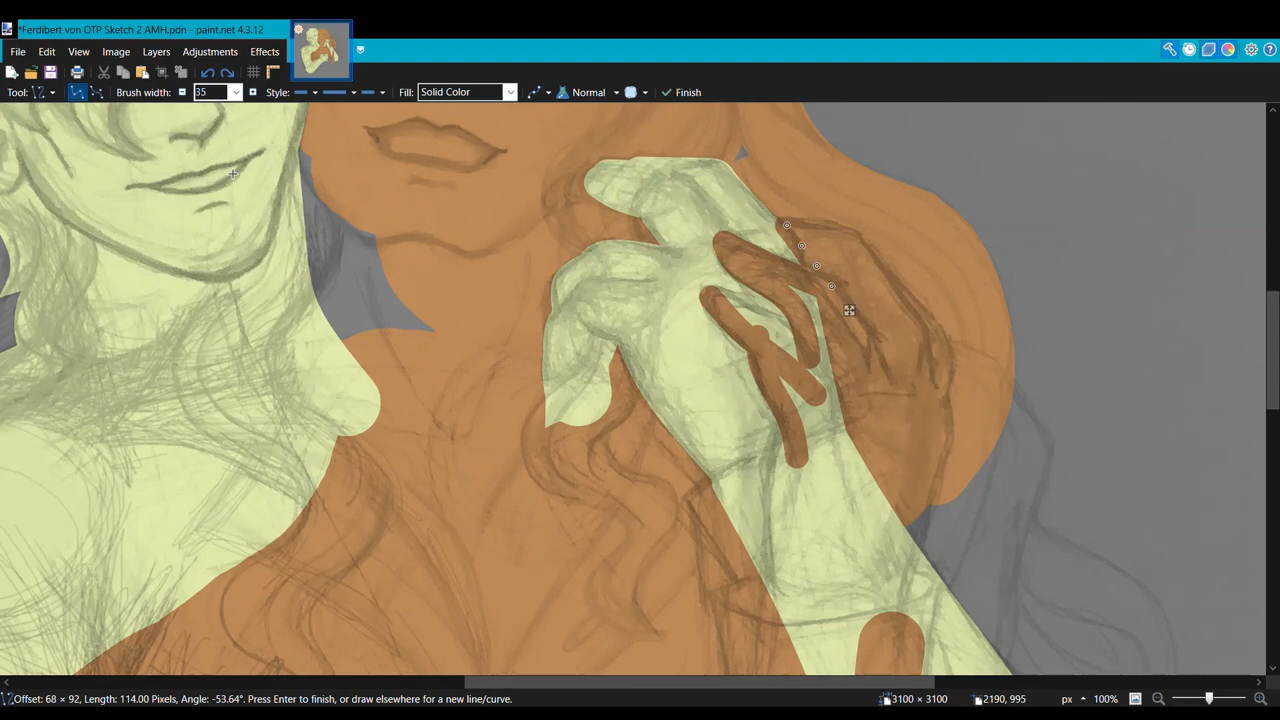 *Ferdibert von OTP Sketch 2 AMH.pdn - paint.net 4.3.12
File Edit View Image Layers Adjustments Effects
Tool: Brush width: 35 Style: Fill: Solid Color Normal Finish
Offset: 68 × 92, Length: 114.00 Pixels, Angle: -53.64°. Press Enter to finish, or draw elsewhere for a new line/curve. 3100 × 3100 2190, 995 px 100%